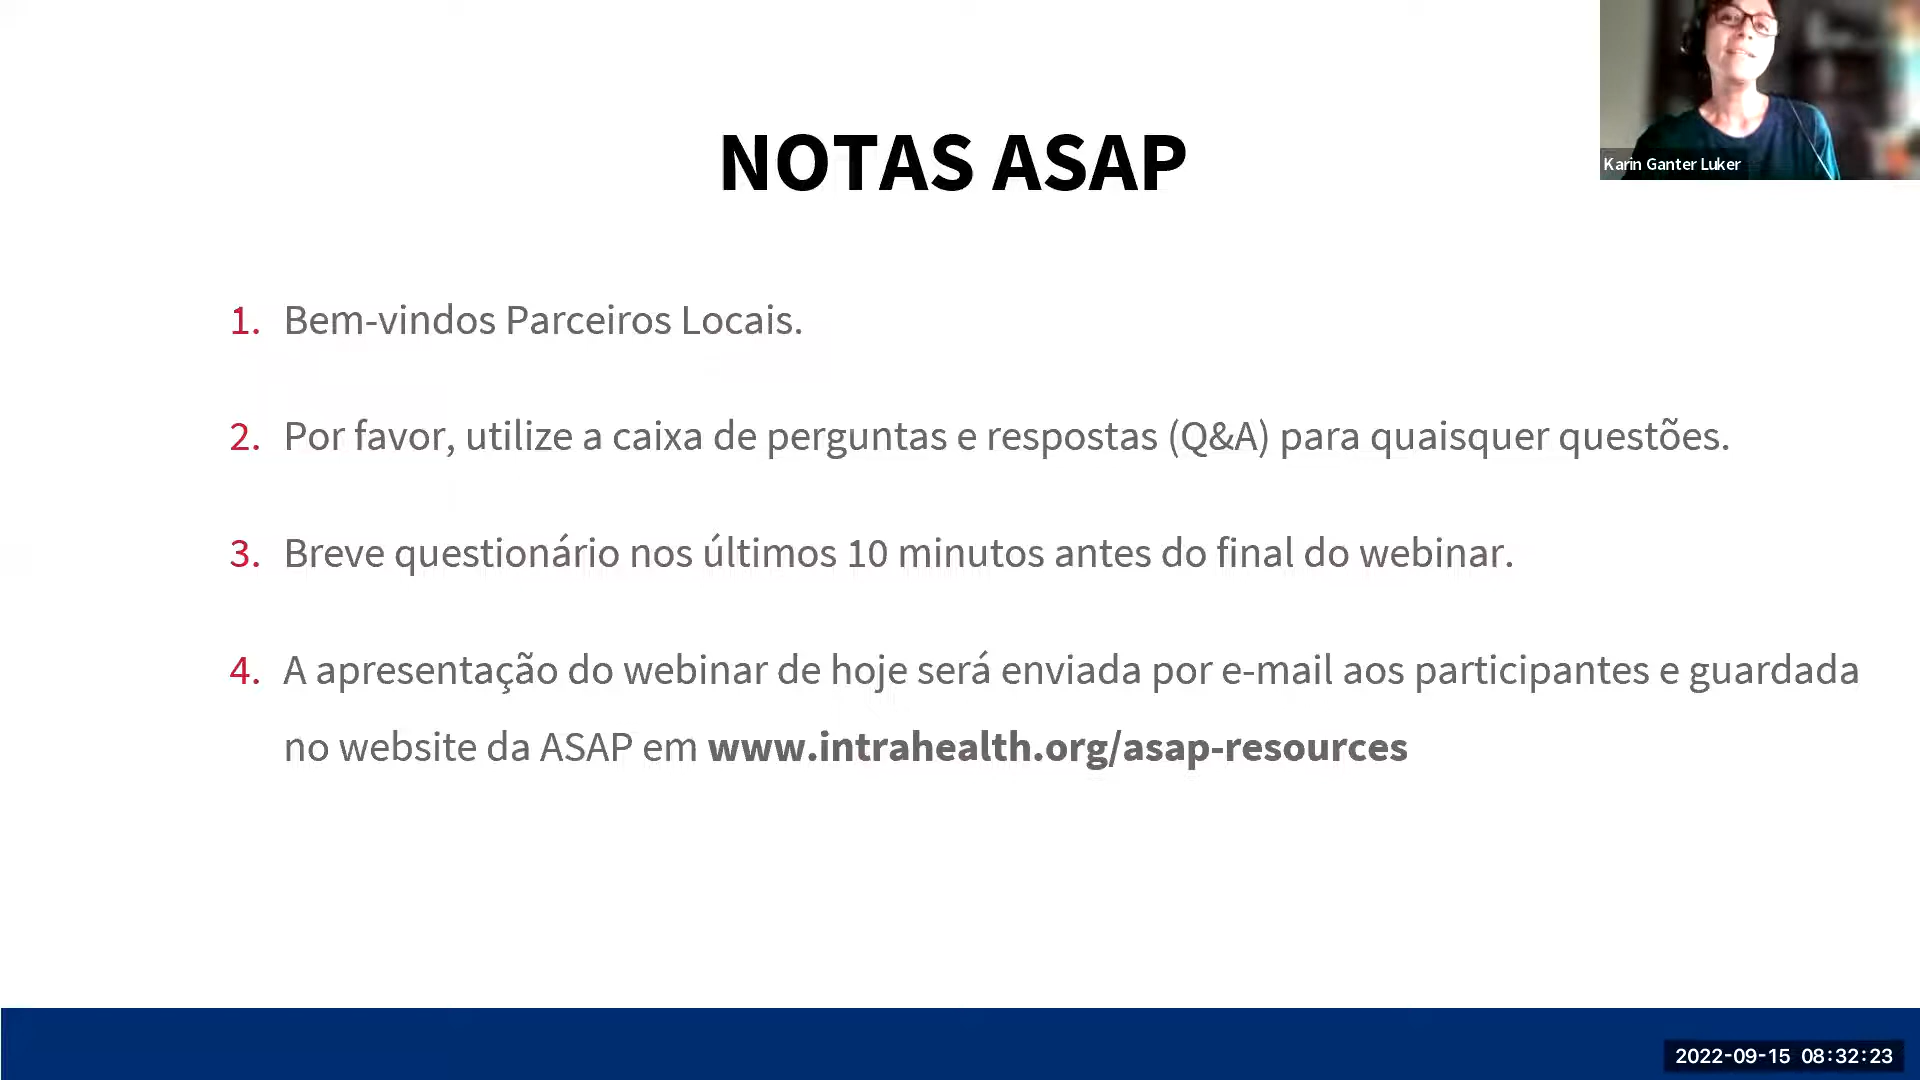 Karin Ganter Luker
NOTAS ASAP
1. Bem-vindos Parceiros Locais.
2. Por favor, utilize a caixa de perguntas e respostas (Q&A) para quaisquer questões.
3. Breve questionário nos últimos 10 minutos antes do final do webinar.
4. A apresentação do webinar de hoje será enviada por e-mail aos participantes e guardada
no website da ASAP em www.intrahealth.org/asap-resources
2022-09-15 08:32:23